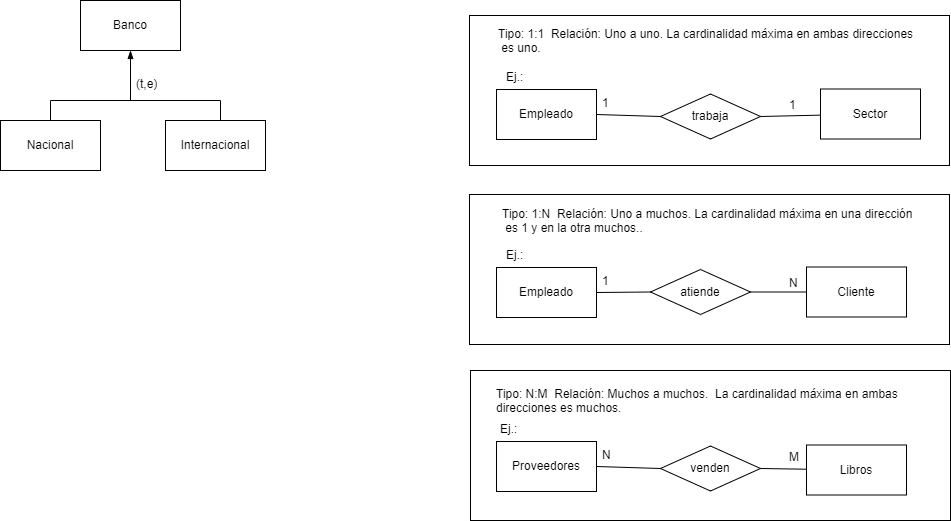 Banco
(t,e)
Nacional
Internacional
Tipo: 1:1  Relación: Uno a uno. La cardinalidad máxima en ambas direcciones
es uno.
Ej.:
Empleado
1
trabaja
1
Sector
Tipo: 1:N  Relación: Uno a muchos. La cardinalidad máxima en una dirección
es 1 y en la otra muchos..
Ej.:
Empleado
1
atiende
N
Cliente
Tipo: N:M  Relación: Muchos a muchos.  La cardinalidad máxima en ambas
direcciones es muchos.
Ej.:
Proveedores
N
venden
M
Libros